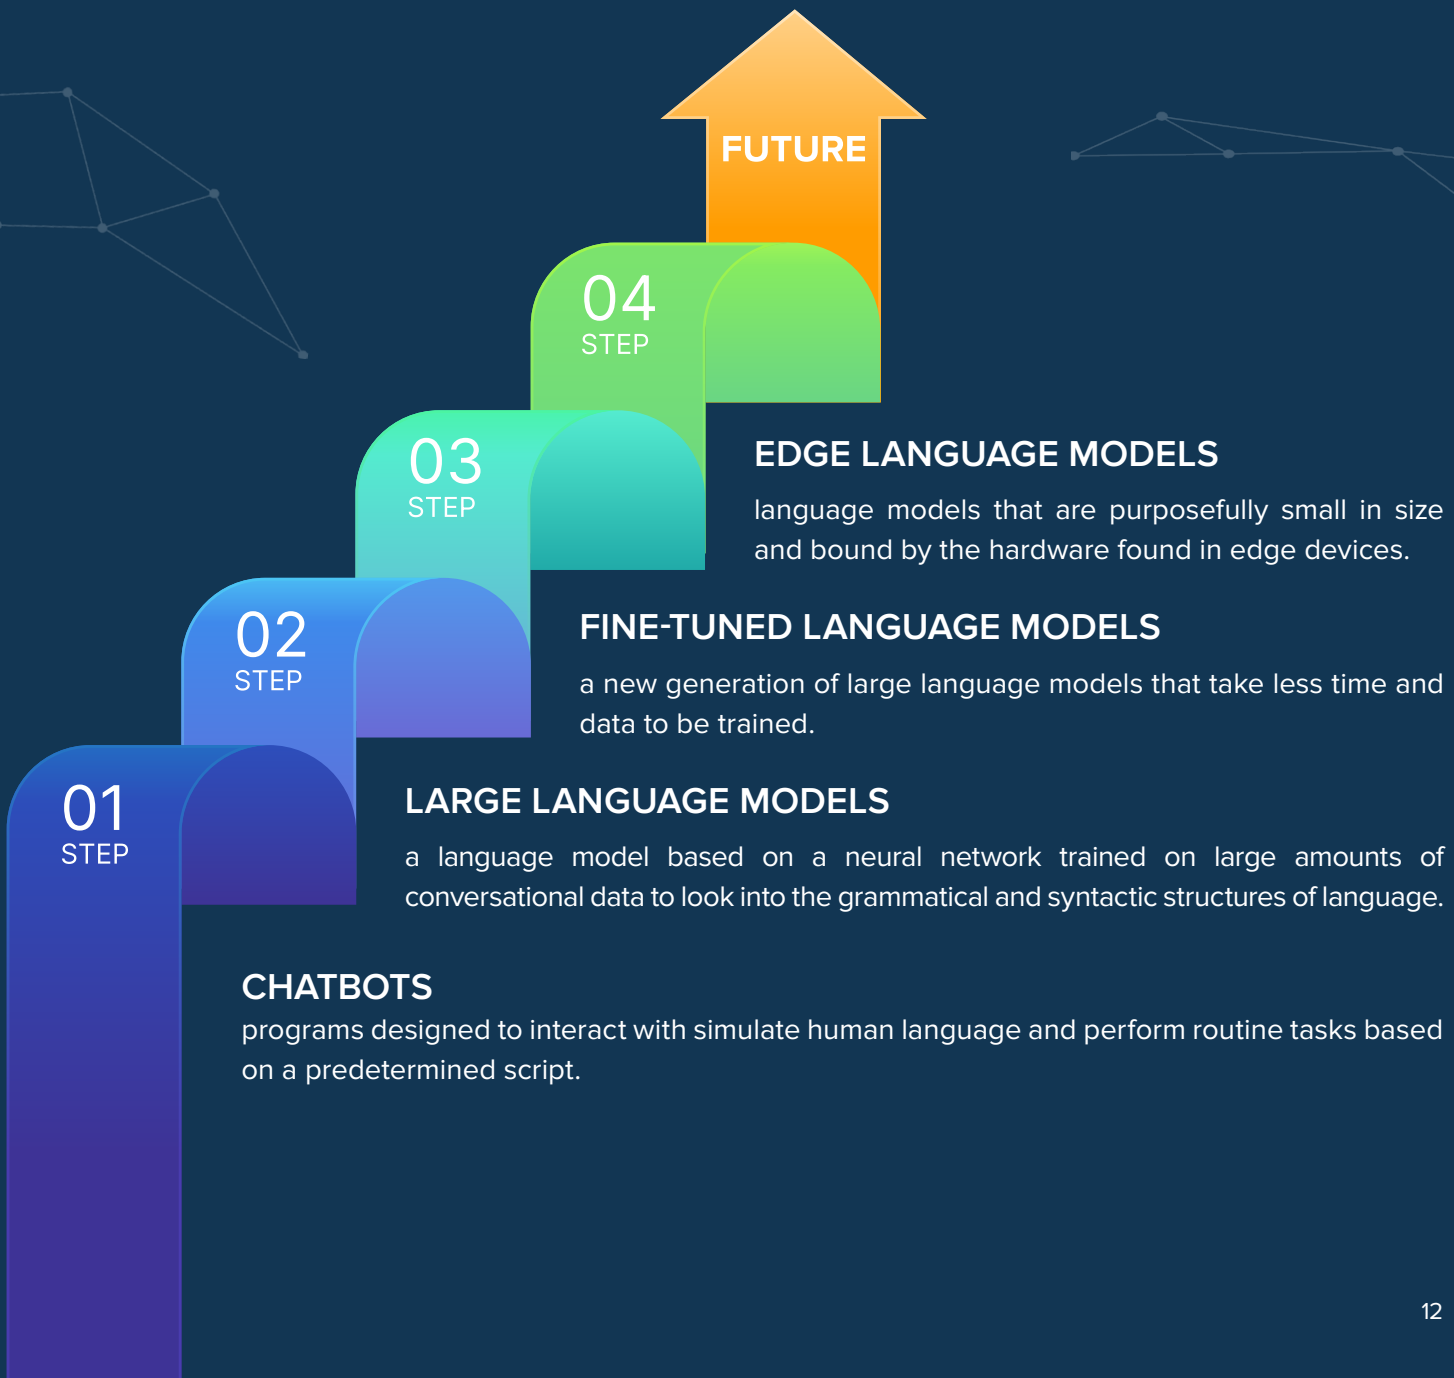 FUTURE
04
STEP
03
STEP
EDGE LANGUAGE MODELS
language models that are purposefully small in size
and bound by the hardware found in edge devices.
02
STEP
FINE-TUNED LANGUAGE MODELS
a new generation of large language models that take less time and
data to be trained.
01
STEP
LARGE LANGUAGE MODELS
a language model based on a neural network trained on large amounts of
conversational data to look into the grammatical and syntactic structures of language.
CHATBOTS
programs designed to interact with simulate human language and perform routine tasks based
on a predetermined script.
12